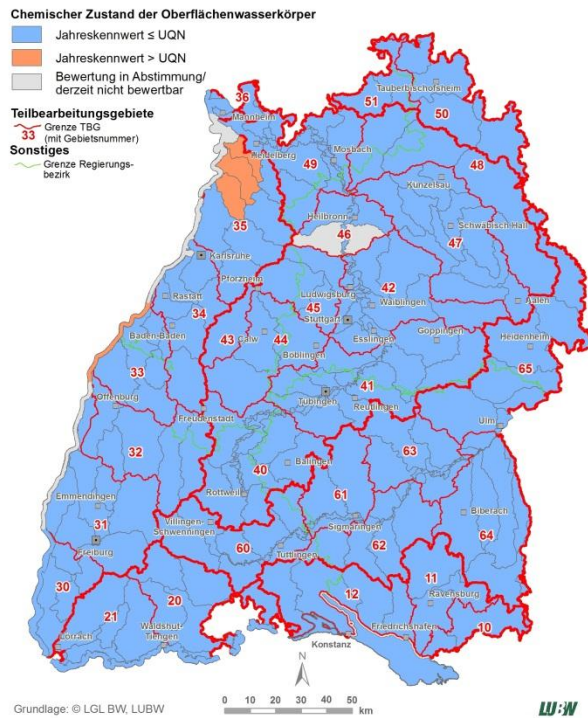 Chemischer Zustand der Oberflächenwasserkörper
Jahreskennwert ≤ UQN
Jahreskennwert > UQN
Bewertung in Abstimmung/
derzeit nicht bewertbar
Teilbearbeitungsgebiete
33 Grenze TBG
(mit Gebietsnummer)
Sonstiges
Grenze Regierungs-
bezirk
36
Mannheim
51
Tauberbischofsheim
50
Heidelberg
49
Mosbach
48
Künzelsau
Heilbronn
46
Schwäbisch Hall
47
35
Karlsruhe
Pforzheim
Ludwigsburg
45
42
Waiblingen
Aalen
Rastatt
34
Stuttgart
43
Calw
44
Baden-Baden
Böblingen
Esslingen
Göppingen
Heidenheim
65
33
41
Offenburg
Tübingen
Reutlingen
Freudenstadt
Ulm
32
40
Balingen
63
Rottweil
61
Emmendingen
31
Villingen-
Schwenningen
Sigmaringen
Biberach
64
Freiburg
60
Tuttlingen
62
30
20
12
11
21
Ravensburg
Lörrach
Waldshut-
Tiengen
Friedrichshafen
10
Konstanz
N
0 10 20 30 40 50
km
Grundlage: © LGL BW, LUBW
LUBW